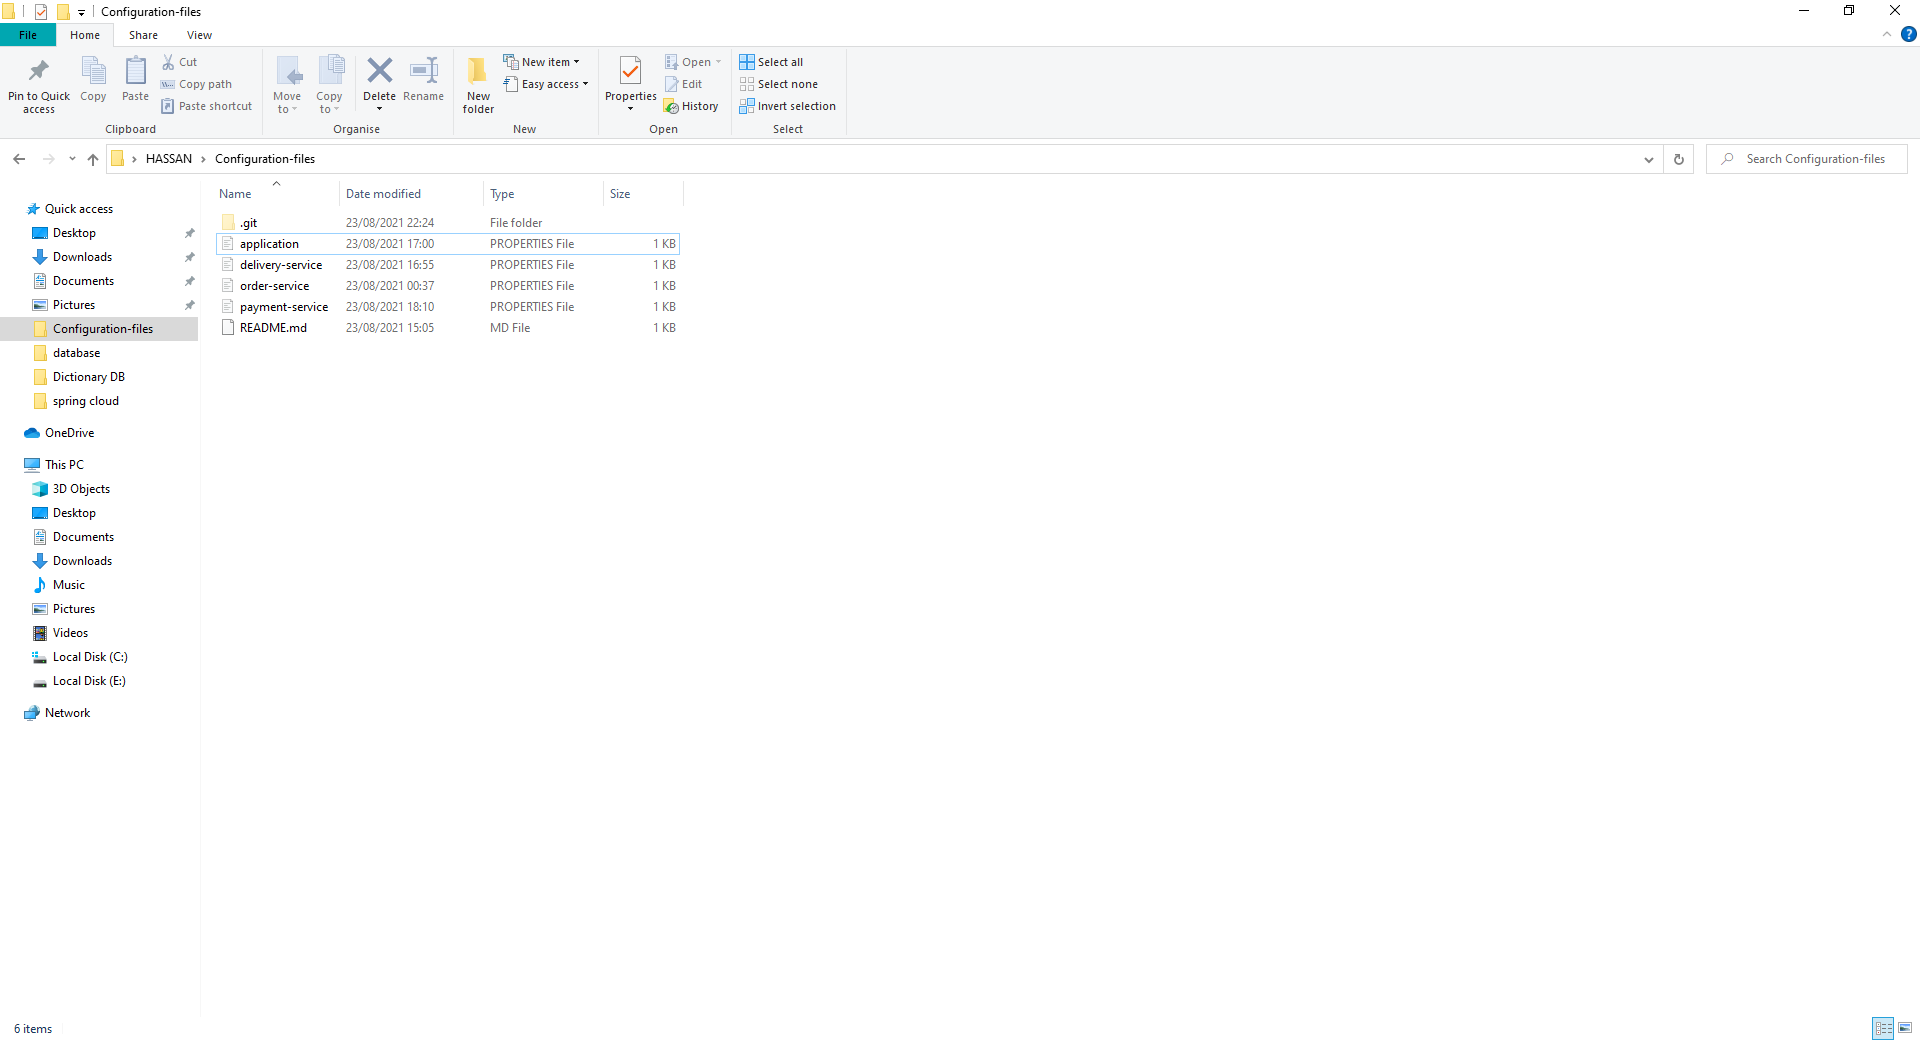 Configuration-files
File Home Share View
Pin to Quick access Copy Paste Cut Copy path Paste shortcut
Clipboard
Move to Copy to Delete Rename
Organise
New folder New item Easy access
New
Properties Open Edit History
Open
Select all Select none Invert selection
Select
HASSAN Configuration-files Search Configuration-files
Name Date modified Type Size
.git 23/08/2021 22:24 File folder
application 23/08/2021 17:00 PROPERTIES File 1 KB
delivery-service 23/08/2021 16:55 PROPERTIES File 1 KB
order-service 23/08/2021 00:37 PROPERTIES File 1 KB
payment-service 23/08/2021 18:10 PROPERTIES File 1 KB
README.md 23/08/2021 15:05 MD File 1 KB
Quick access
Desktop
Downloads
Documents
Pictures
Configuration-files
database
Dictionary DB
spring cloud
OneDrive
This PC
3D Objects
Desktop
Documents
Downloads
Music
Pictures
Videos
Local Disk (C:)
Local Disk (E:)
Network
6 items